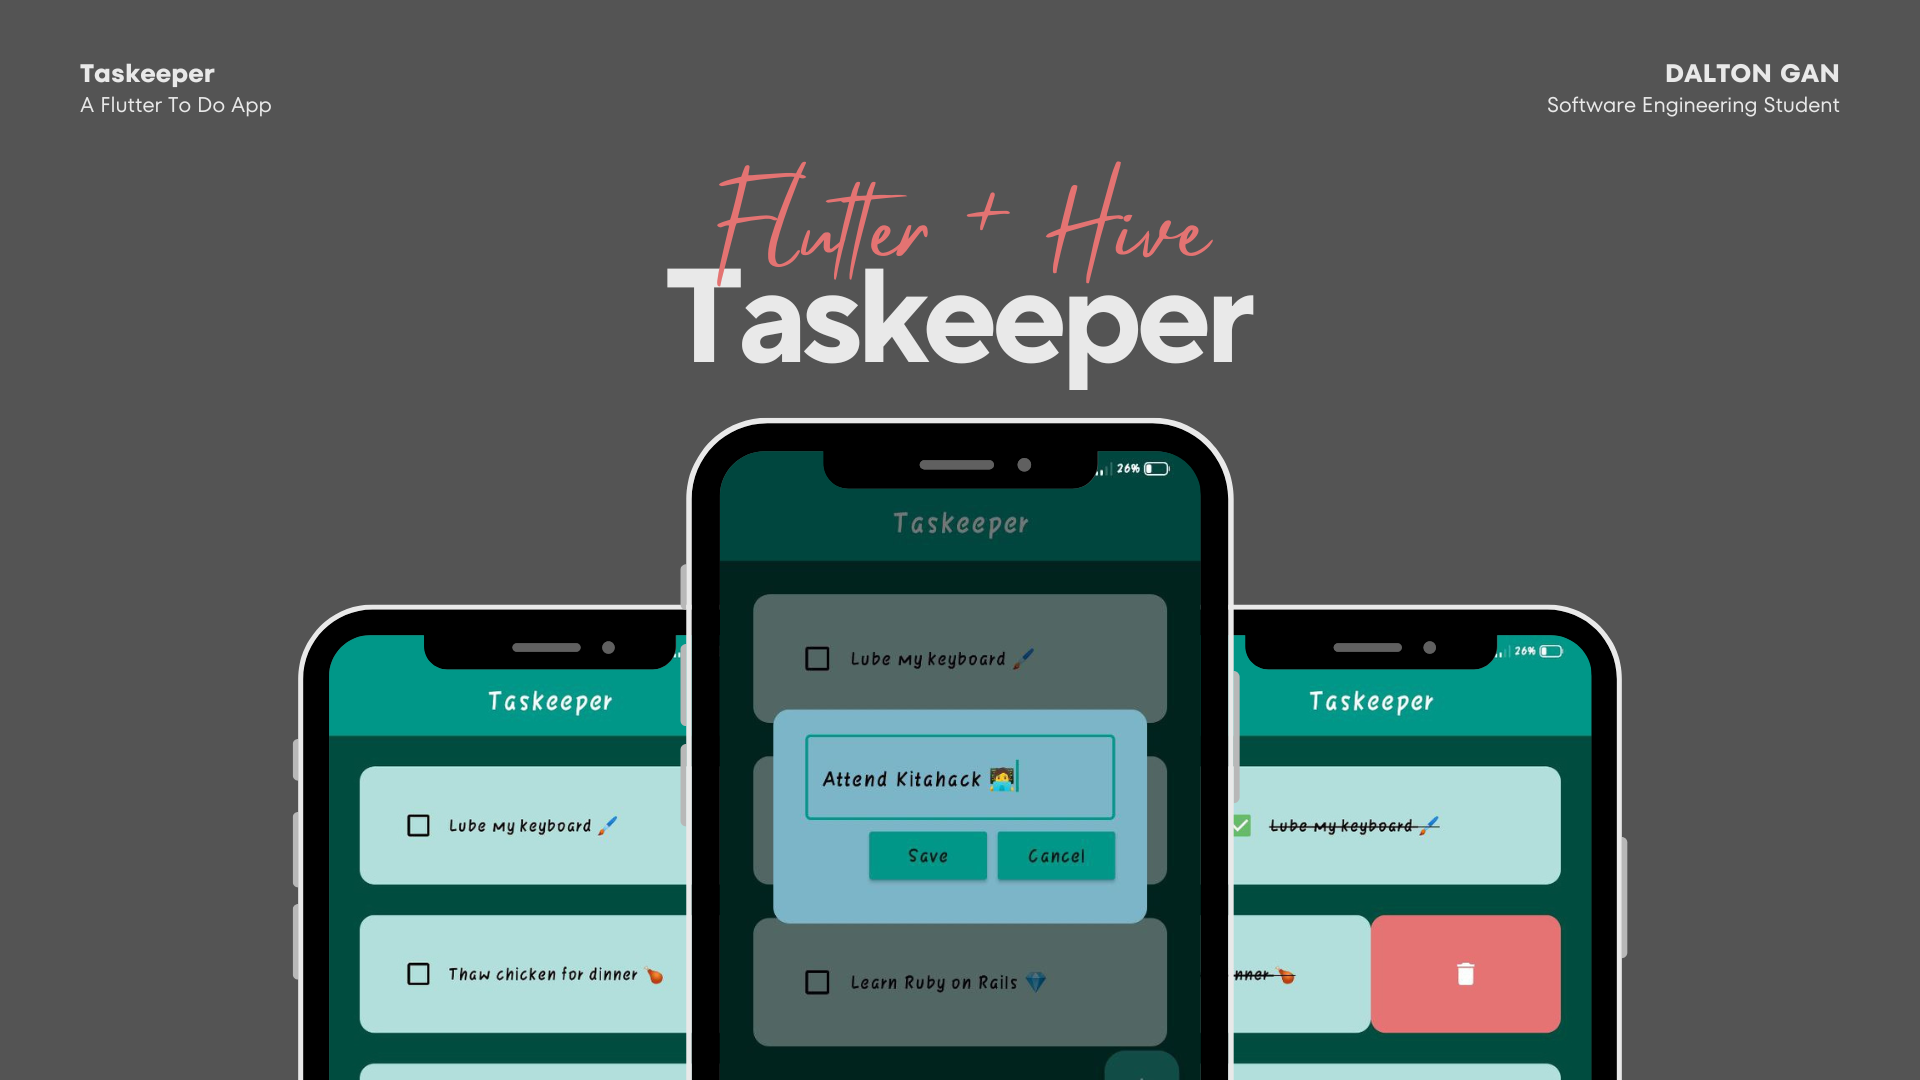 Taskeeper
A Flutter To Do App
DALTON GAN
Software Engineering Student
Flutter + Hive
Taskeeper
26%
Taskeeper
Lube my keyboard 🖌️
Attend Kitahack 👩‍💻
Save
Cancel
Learn Ruby on Rails 💎
Taskeeper
Lube my keyboard 🖌️
Thaw chicken for dinner 🍗
26%
Taskeeper
Lube my keyboard 🖌️
nner 🍗